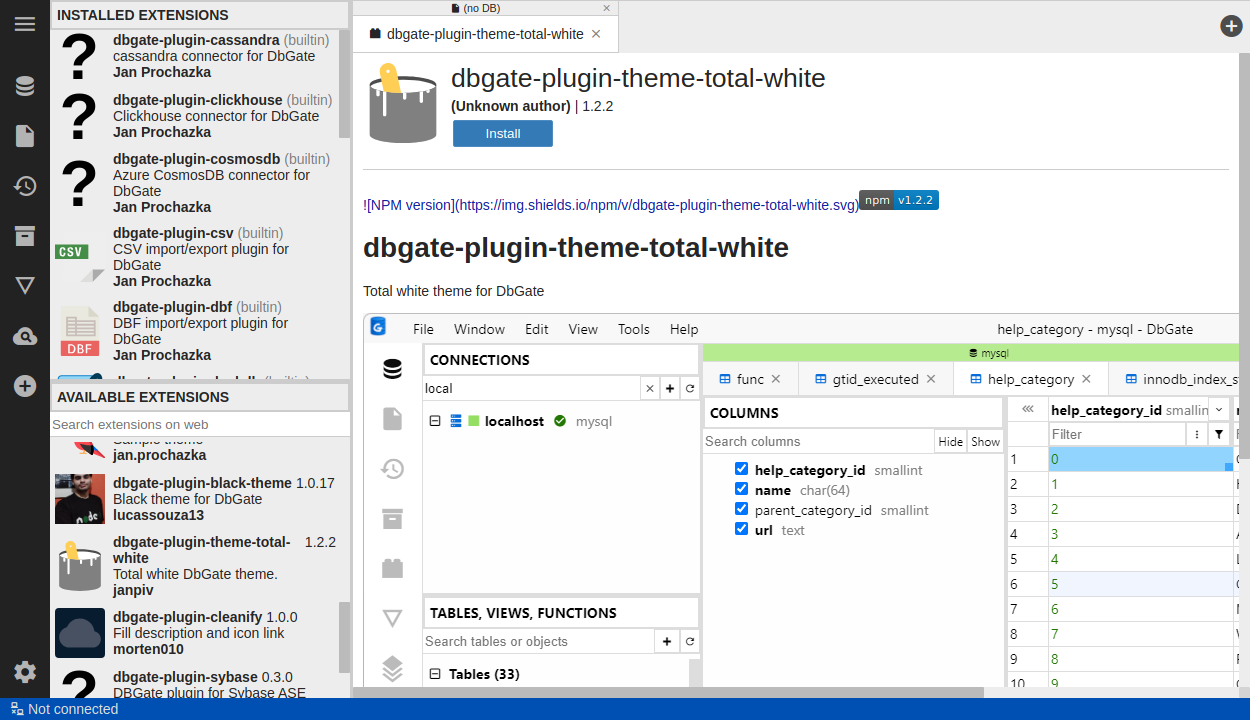 INSTALLED EXTENSIONS
dbgate-plugin-cassandra (builtin)
cassandra connector for DbGate
Jan Prochazka
dbgate-plugin-clickhouse (builtin)
Clickhouse connector for DbGate
Jan Prochazka
dbgate-plugin-cosmosdb (builtin)
Azure CosmosDB connector for
DbGate
Jan Prochazka
CSV
dbgate-plugin-csv (builtin)
CSV import/export plugin for
DbGate
Jan Prochazka
DBF
dbgate-plugin-dbf (builtin)
DBF import/export plugin for
DbGate
Jan Prochazka
AVAILABLE EXTENSIONS
Search extensions on web
Sample theme
jan.prochazka
dbgate-plugin-black-theme 1.0.17
Black theme for DbGate
lucassouza13
dbgate-plugin-theme-total-white 1.2.2
Total white DbGate theme.
janpiv
dbgate-plugin-cleanify 1.0.0
Fill description and icon link
morten010
dbgate-plugin-sybase 0.3.0
DBGate plugin for Sybase ASE
(no DB)
dbgate-plugin-theme-total-white
dbgate-plugin-theme-total-white
(Unknown author) | 1.2.2
Install
![NPM version](https://img.shields.io/npm/v/dbgate-plugin-theme-total-white.svg) npm v1.2.2
dbgate-plugin-theme-total-white
Total white theme for DbGate
File Window Edit View Tools Help help_category - mysql - DbGate
CONNECTIONS
local
localhost mysql
TABLES, VIEWS, FUNCTIONS
Search tables or objects
Tables (33)
mysql
func gtid_executed help_category innodb_index_s
COLUMNS
Search columns Hide Show
help_category_id smallint
name char(64)
parent_category_id smallint
url text
help_category_id smallin
Filter
1 0
2 1
3 2
4 3
5 4
6 5
7 6
8 7
9 8
10 9
Not connected